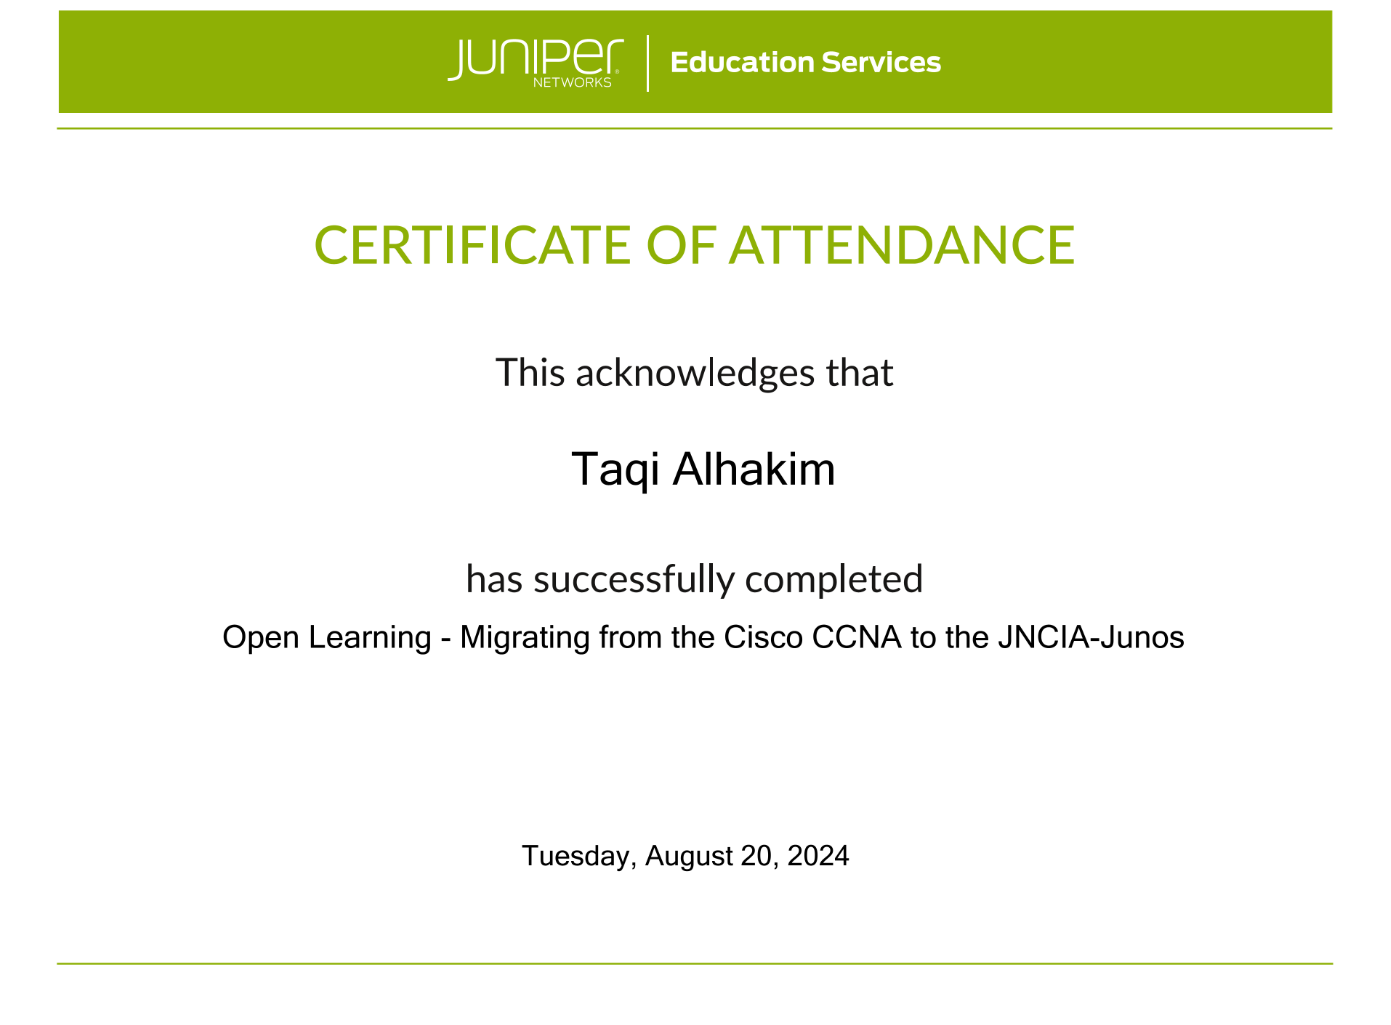 JUNIPER
NETWORKS
Education Services
CERTIFICATE OF ATTENDANCE
This acknowledges that
Taqi Alhakim
has successfully completed
Open Learning - Migrating from the Cisco CCNA to the JNCIA-Junos
Tuesday, August 20, 2024